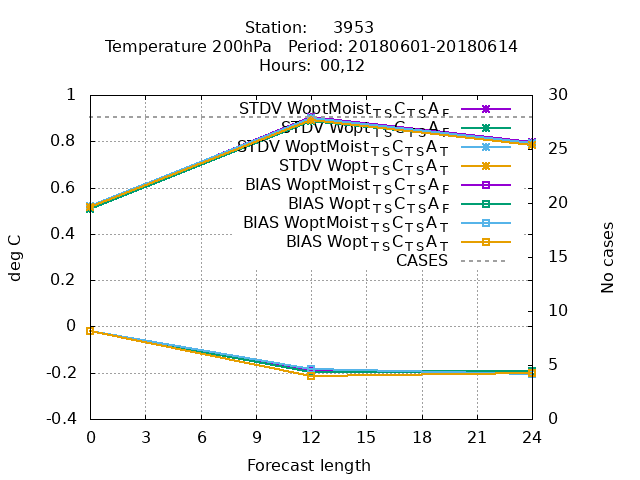 Station: 3953
Temperature 200hPa Period: 20180601-20180614
Hours: 00,12
1
0.8
0.6
0.4
0.2
0
-0.2
-0.4
deg C
30
25
20
15
10
5
0
No cases
STDV WoptMoist_TS C_TS A_F
STDV Wopt_TS C_TS A_F
STDV WoptMoist_TS C_TS A_T
STDV Wopt_TS C_TS A_T
BIAS WoptMoist_TS C_TS A_F
BIAS Wopt_TS C_TS A_F
BIAS WoptMoist_TS C_TS A_T
BIAS Wopt_TS C_TS A_T
CASES
0 3 6 9 12 15 18 21 24
Forecast length